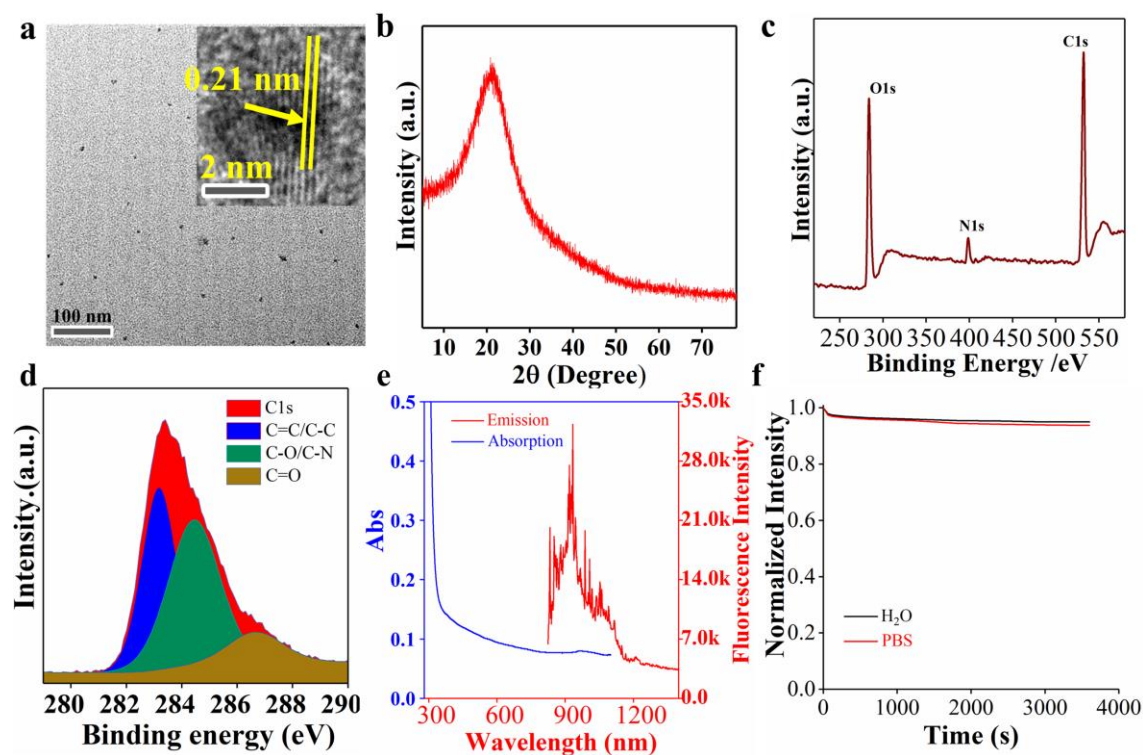 a
0.21 nm
2 nm
100 nm
b
Intensity (a.u.)
10 20 30 40 50 60 70
2θ (Degree)
c
O1s
N1s
C1s
Intensity (a.u.)
250 300 350 400 450 500 550
Binding Energy /eV
d
C1s
C=C/C-C
C-O/C-N
C=O
Intensity.(a.u.)
280 282 284 286 288 290
Binding energy (eV)
e
Emission
Absorption
0.5
0.4
0.3
0.2
0.1
0.0
Abs
35.0k
28.0k
21.0k
14.0k
7.0k
0.0
Fluorescence Intensity
300 600 900 1200
Wavelength (nm)
f
1.0
0.8
0.6
0.4
0.2
0.0
Normalized Intensity
H₂O
PBS
0 1000 2000 3000 4000
Time (s)